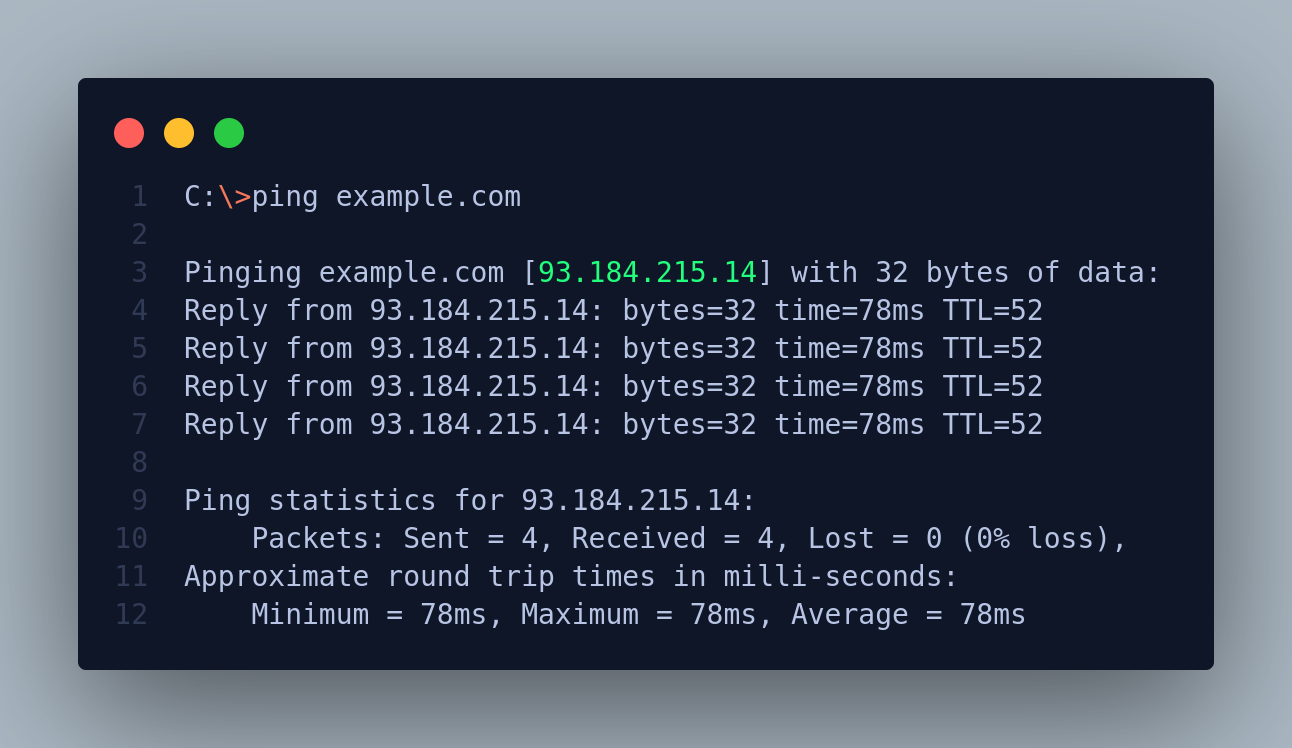 1 C:\>ping example.com
2
3 Pinging example.com [93.184.215.14] with 32 bytes of data:
4 Reply from 93.184.215.14: bytes=32 time=78ms TTL=52
5 Reply from 93.184.215.14: bytes=32 time=78ms TTL=52
6 Reply from 93.184.215.14: bytes=32 time=78ms TTL=52
7 Reply from 93.184.215.14: bytes=32 time=78ms TTL=52
8
9 Ping statistics for 93.184.215.14:
10     Packets: Sent = 4, Received = 4, Lost = 0 (0% loss),
11 Approximate round trip times in milli-seconds:
12     Minimum = 78ms, Maximum = 78ms, Average = 78ms